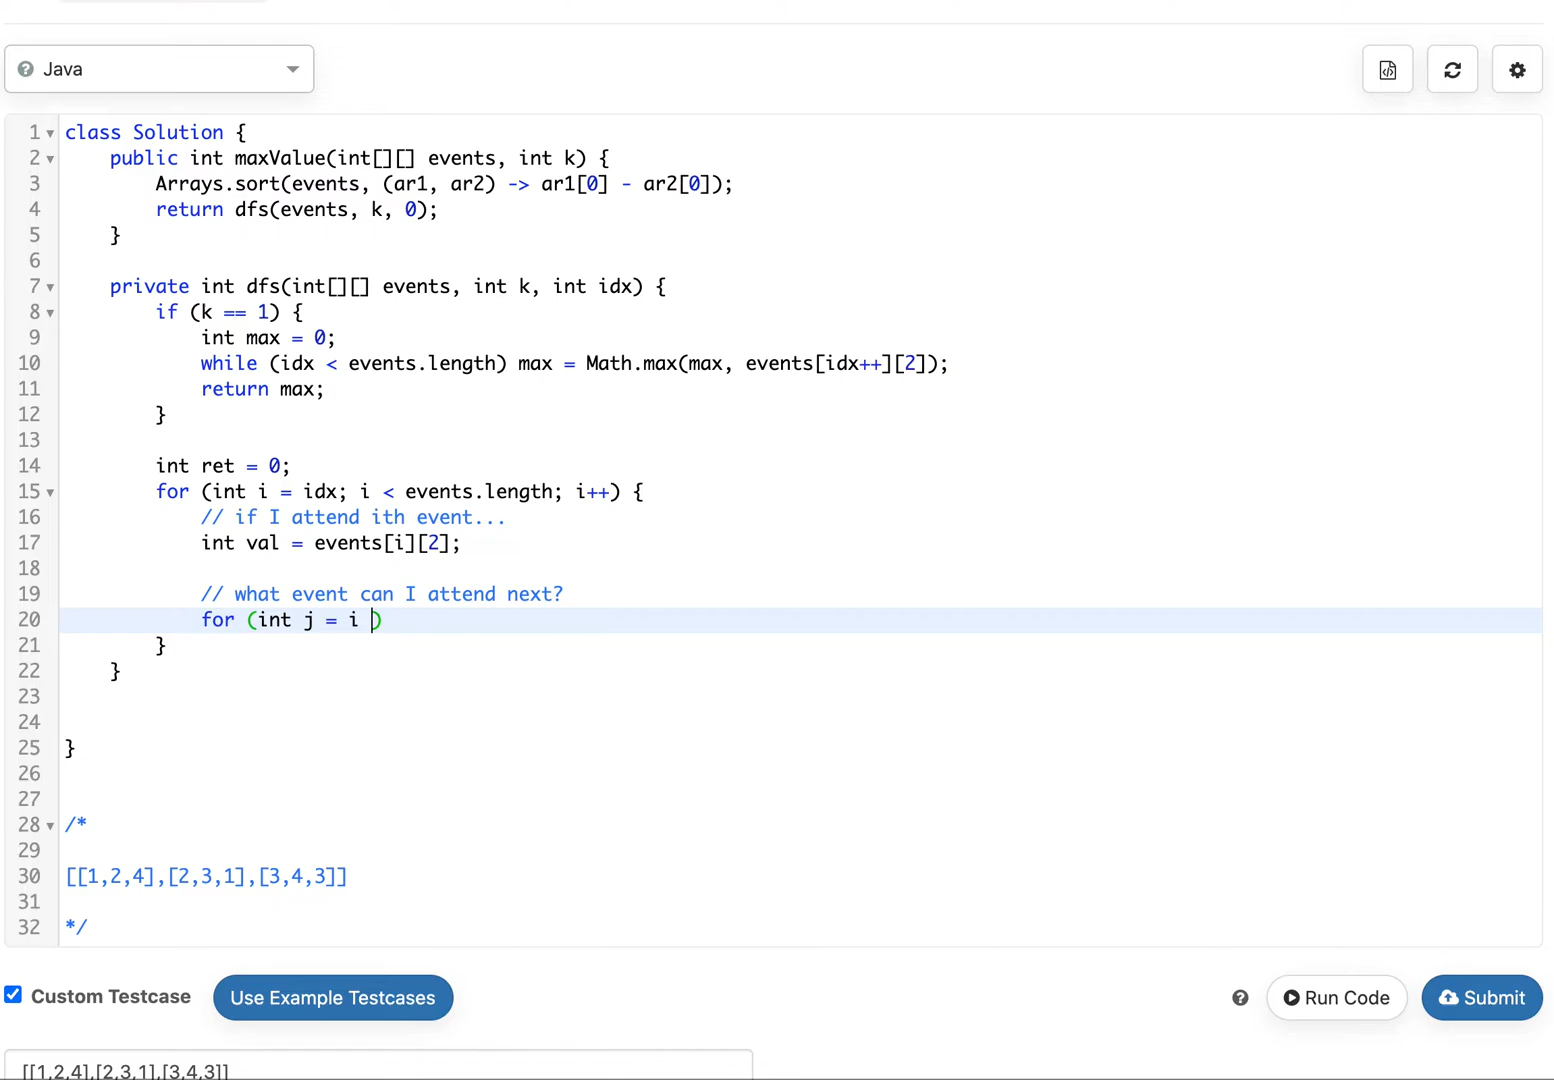 Java
1 class Solution {
2 public int maxValue(int[][] events, int k) {
3 Arrays.sort(events, (ar1, ar2) -> ar1[0] - ar2[0]);
4 return dfs(events, k, 0);
5 }
6
7 private int dfs(int[][] events, int k, int idx) {
8 if (k == 1) {
9 int max = 0;
10 while (idx < events.length) max = Math.max(max, events[idx++][2]);
11 return max;
12 }
13
14 int ret = 0;
15 for (int i = idx; i < events.length; i++) {
16 // if I attend ith event...
17 int val = events[i][2];
18
19 // what event can I attend next?
20 for (int j = i )
21 }
22 }
23
24
25 }
26
27
28 /*
29
30 [[1,2,4],[2,3,1],[3,4,3]]
31
32 */
Custom Testcase Use Example Testcases Run Code Submit
[[1,2,4],[2,3,1],[3,4,3]]